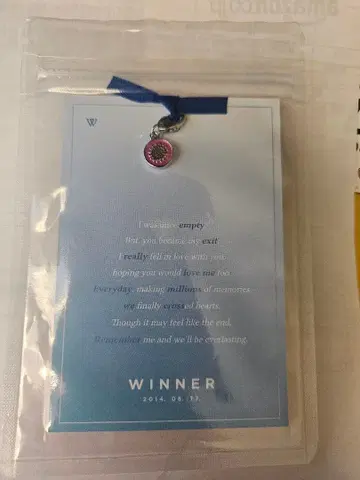 amazon.com
W
I was once empty
But you became my exit
I really fell in love with you
hoping you would love me too.
Everyday, making millions of memories
we finally crossed hearts.
Though it may feel like the end,
Remember me and we'll be everlasting.
WINNER
2014. 08. 17.